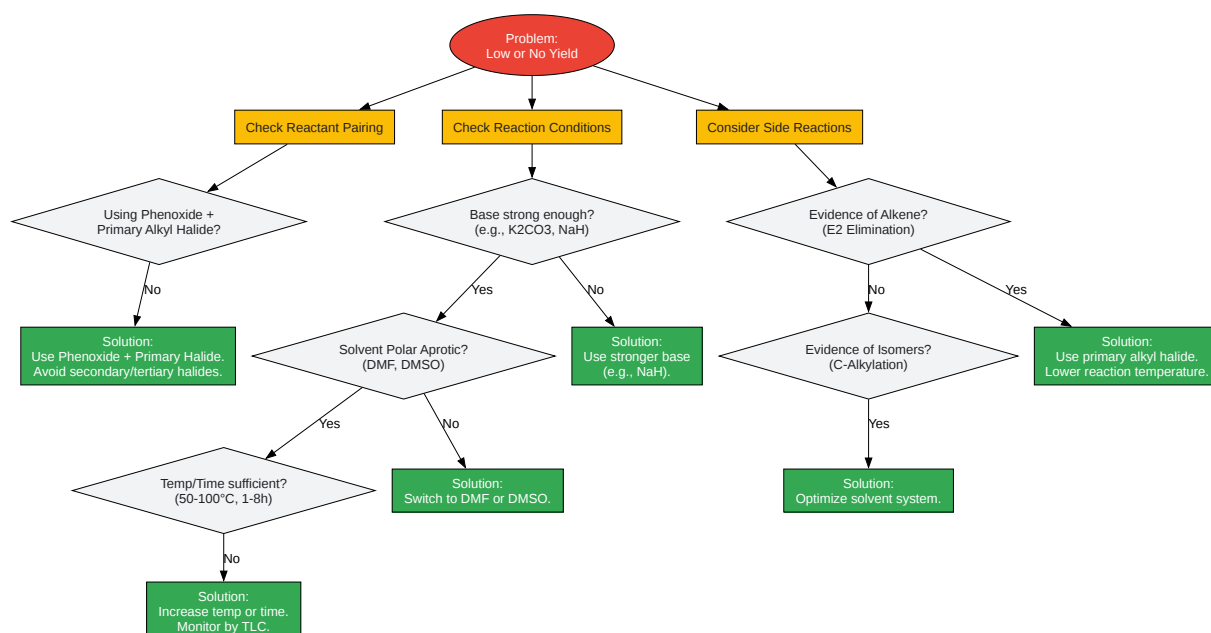 Problem:
Low or No Yield
Check Reactant Pairing
Check Reaction Conditions
Consider Side Reactions
Using Phenoxide +
Primary Alkyl Halide?
Base strong enough?
(e.g., K2CO3, NaH)
Evidence of Alkene?
(E2 Elimination)
No
Yes
No
No
Yes
Solution:
Use Phenoxide + Primary Halide.
Avoid secondary/tertiary halides.
Solvent Polar Aprotic?
(DMF, DMSO)
Solution:
Use stronger base
(e.g., NaH).
Evidence of Isomers?
(C-Alkylation)
Solution:
Use primary alkyl halide.
Lower reaction temperature.
Yes
No
Yes
Temp/Time sufficient?
(50-100°C, 1-8h)
Solution:
Switch to DMF or DMSO.
Solution:
Optimize solvent system.
No
Solution:
Increase temp or time.
Monitor by TLC.